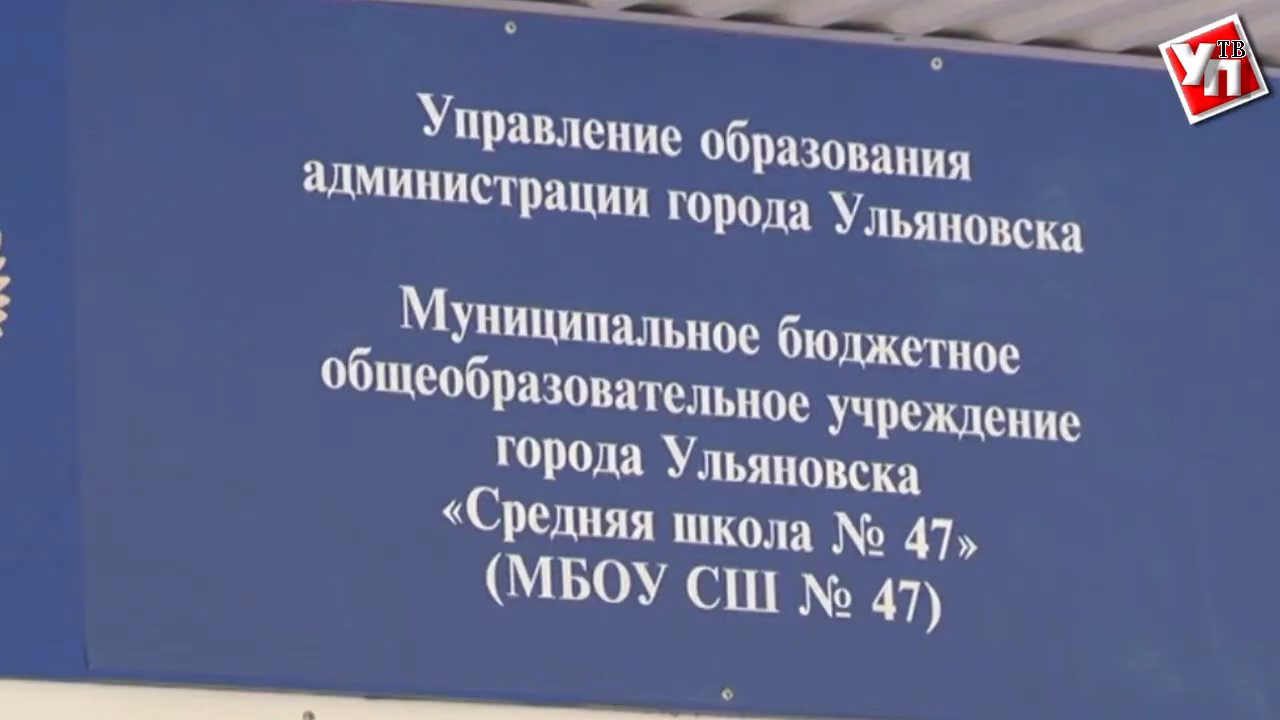 УП ТВ
Управление образования
администрации города Ульяновска
Муниципальное бюджетное
общеобразовательное учреждение
города Ульяновска
«Средняя школа № 47»
(МБОУ СШ № 47)